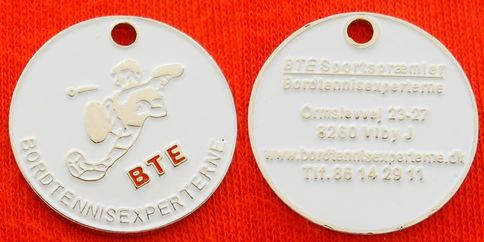 BTE
BORDTENNISEXPERTERNE.
BTE Sportspræmier
Bordtennisexperterne
Ormslevvej 23-27
8260 Viby J
www.bordtennisexperterne.dk
Tlf. 86 14 29 11